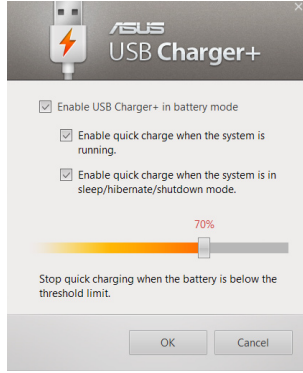 ASUS
USB Charger+
Enable USB Charger+ in battery mode
Enable quick charge when the system is
running.
Enable quick charge when the system is in
sleep/hibernate/shutdown mode.
70%
Stop quick charging when the battery is below the
threshold limit.
OK
Cancel